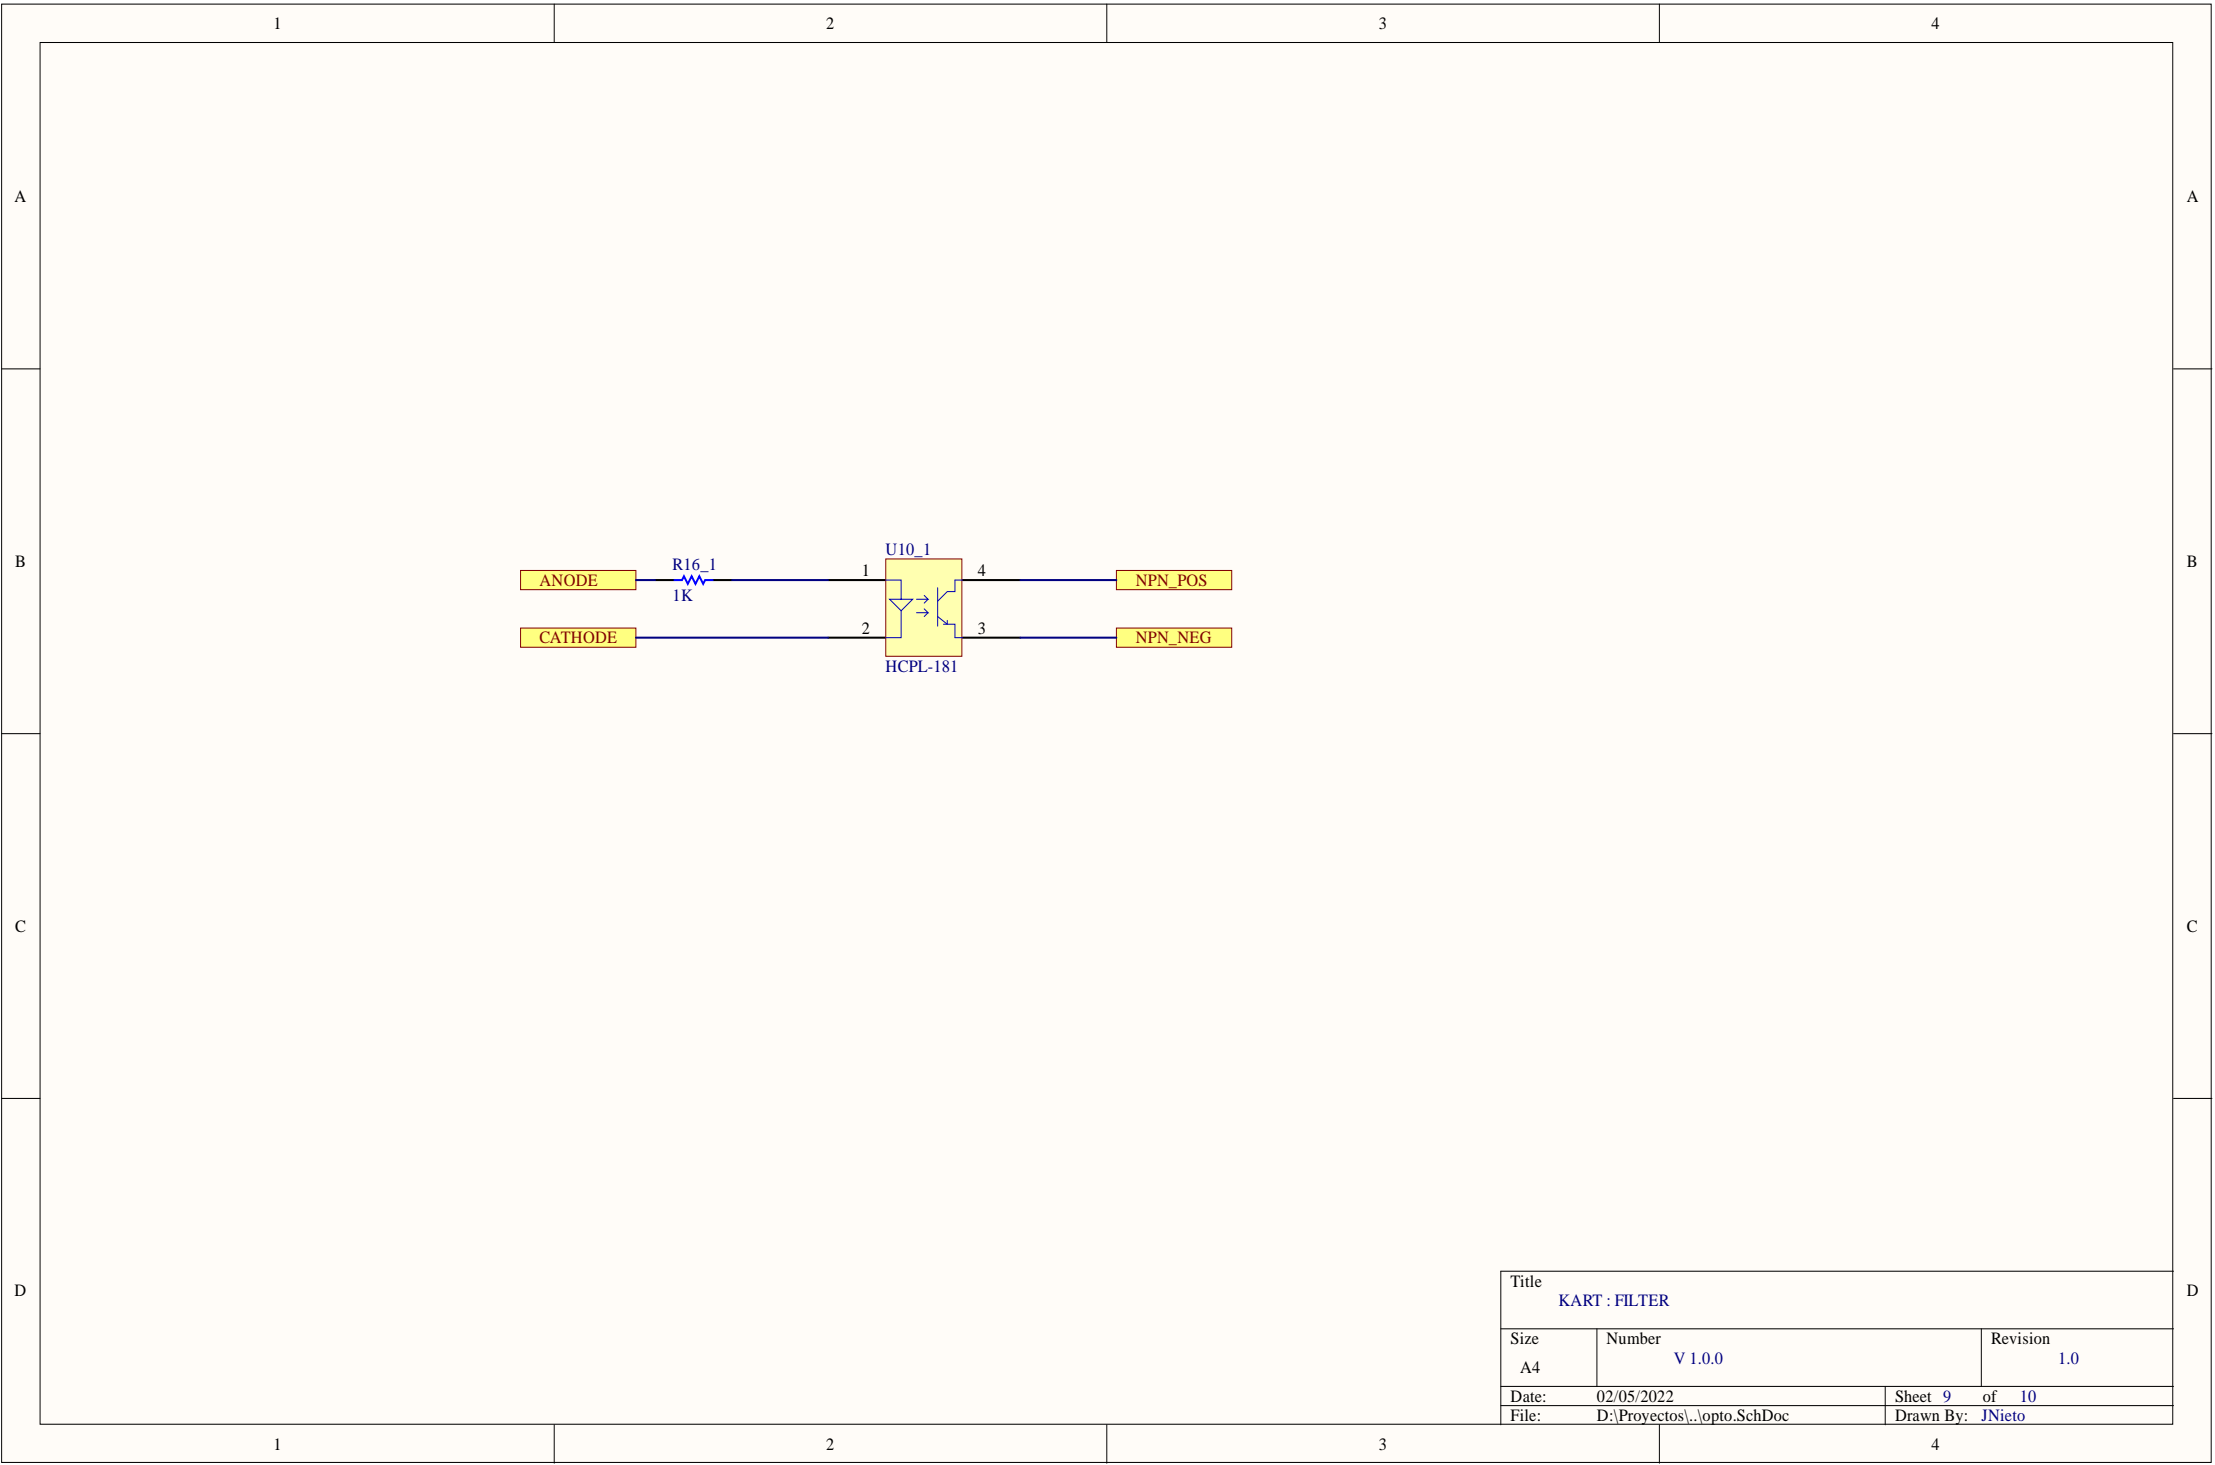 1 2 3 4
A A
B B
C C
D D
U10_1
R16_1
1 4
ANODE NPN_POS
1K
2 3
CATHODE NPN_NEG
HCPL-181
Title
KART : FILTER
Size Number Revision
V 1.0.0 1.0
A4
Date: 02/05/2022 Sheet 9 of 10
File: D:\Proyectos\..\opto.SchDoc Drawn By: JNieto
1 2 3 4